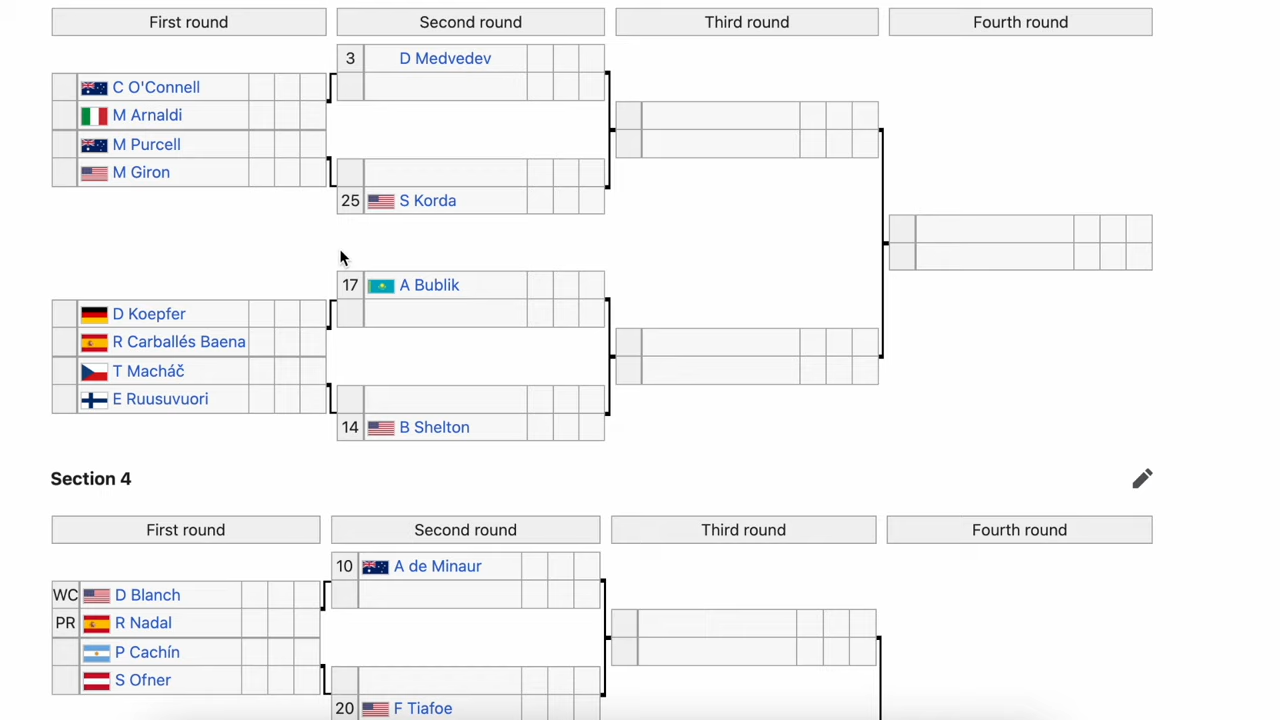 First round Second round Third round Fourth round
3 D Medvedev
C O'Connell
M Arnaldi
M Purcell
M Giron
25 S Korda
17 A Bublik
D Koepfer
R Carballés Baena
T Macháč
E Ruusuvuori
14 B Shelton
Section 4
First round Second round Third round Fourth round
10 A de Minaur
WC D Blanch
PR R Nadal
P Cachín
S Ofner
20 F Tiafoe